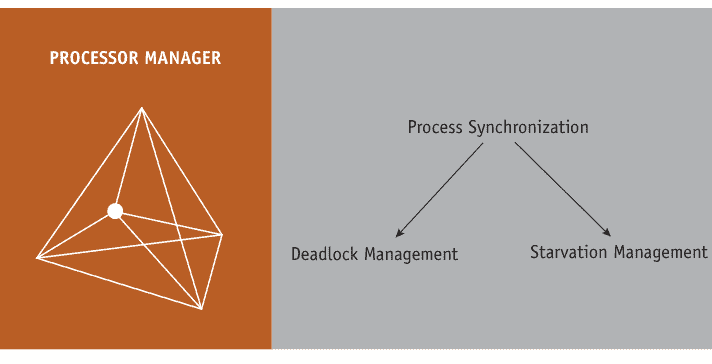 PROCESSOR MANAGER
Process Synchronization
Deadlock Management
Starvation Management